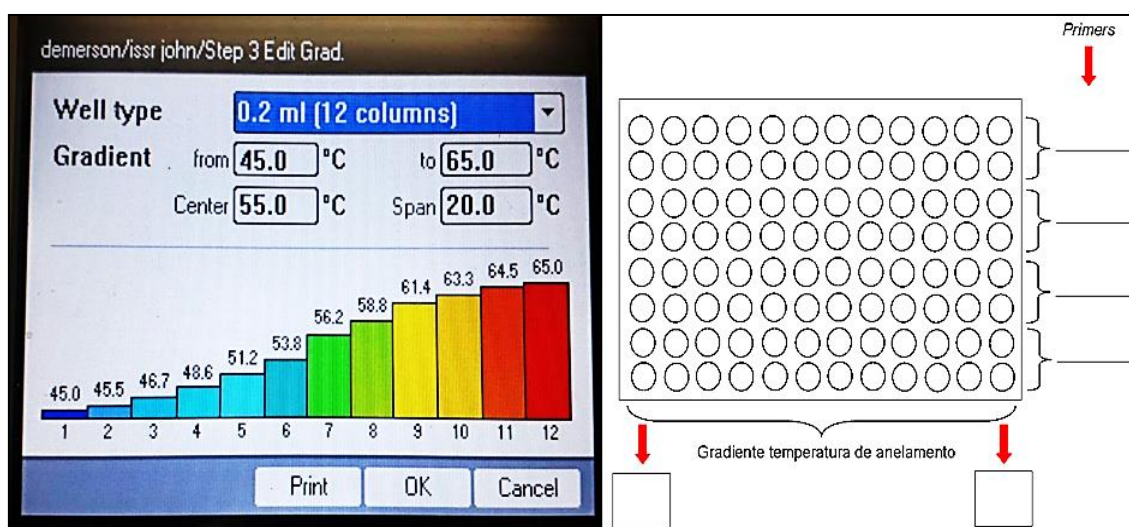 demerson/issr john/Step 3 Edit Grad.
Well type 0.2 ml (12 columns)
Gradient from 45.0 °C to 65.0 °C
Center 55.0 °C Span 20.0 °C
45.0 45.5 46.7 48.6 51.2 53.8 56.2 58.8 61.4 63.3 64.5 65.0
1 2 3 4 5 6 7 8 9 10 11 12
Print OK Cancel
Primers
Gradiente temperatura de anelamento